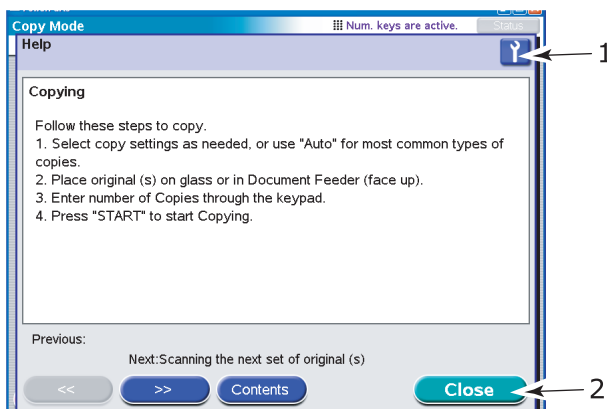 Copy Mode
Num. keys are active.
Status
Help
1
Copying
Follow these steps to copy.
1. Select copy settings as needed, or use "Auto" for most common types of
copies.
2. Place original (s) on glass or in Document Feeder (face up).
3. Enter number of Copies through the keypad.
4. Press "START" to start Copying.
Previous:
Next:Scanning the next set of original (s)
<<
>>
Contents
Close
2